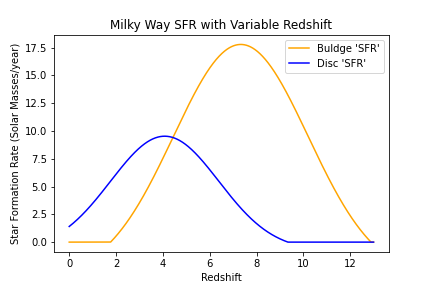 Milky Way SFR with Variable Redshift
Buldge 'SFR'
Disc 'SFR'
Star Formation Rate (Solar Masses/year)
17.5
15.0
12.5
10.0
7.5
5.0
2.5
0.0
0 2 4 6 8 10 12
Redshift